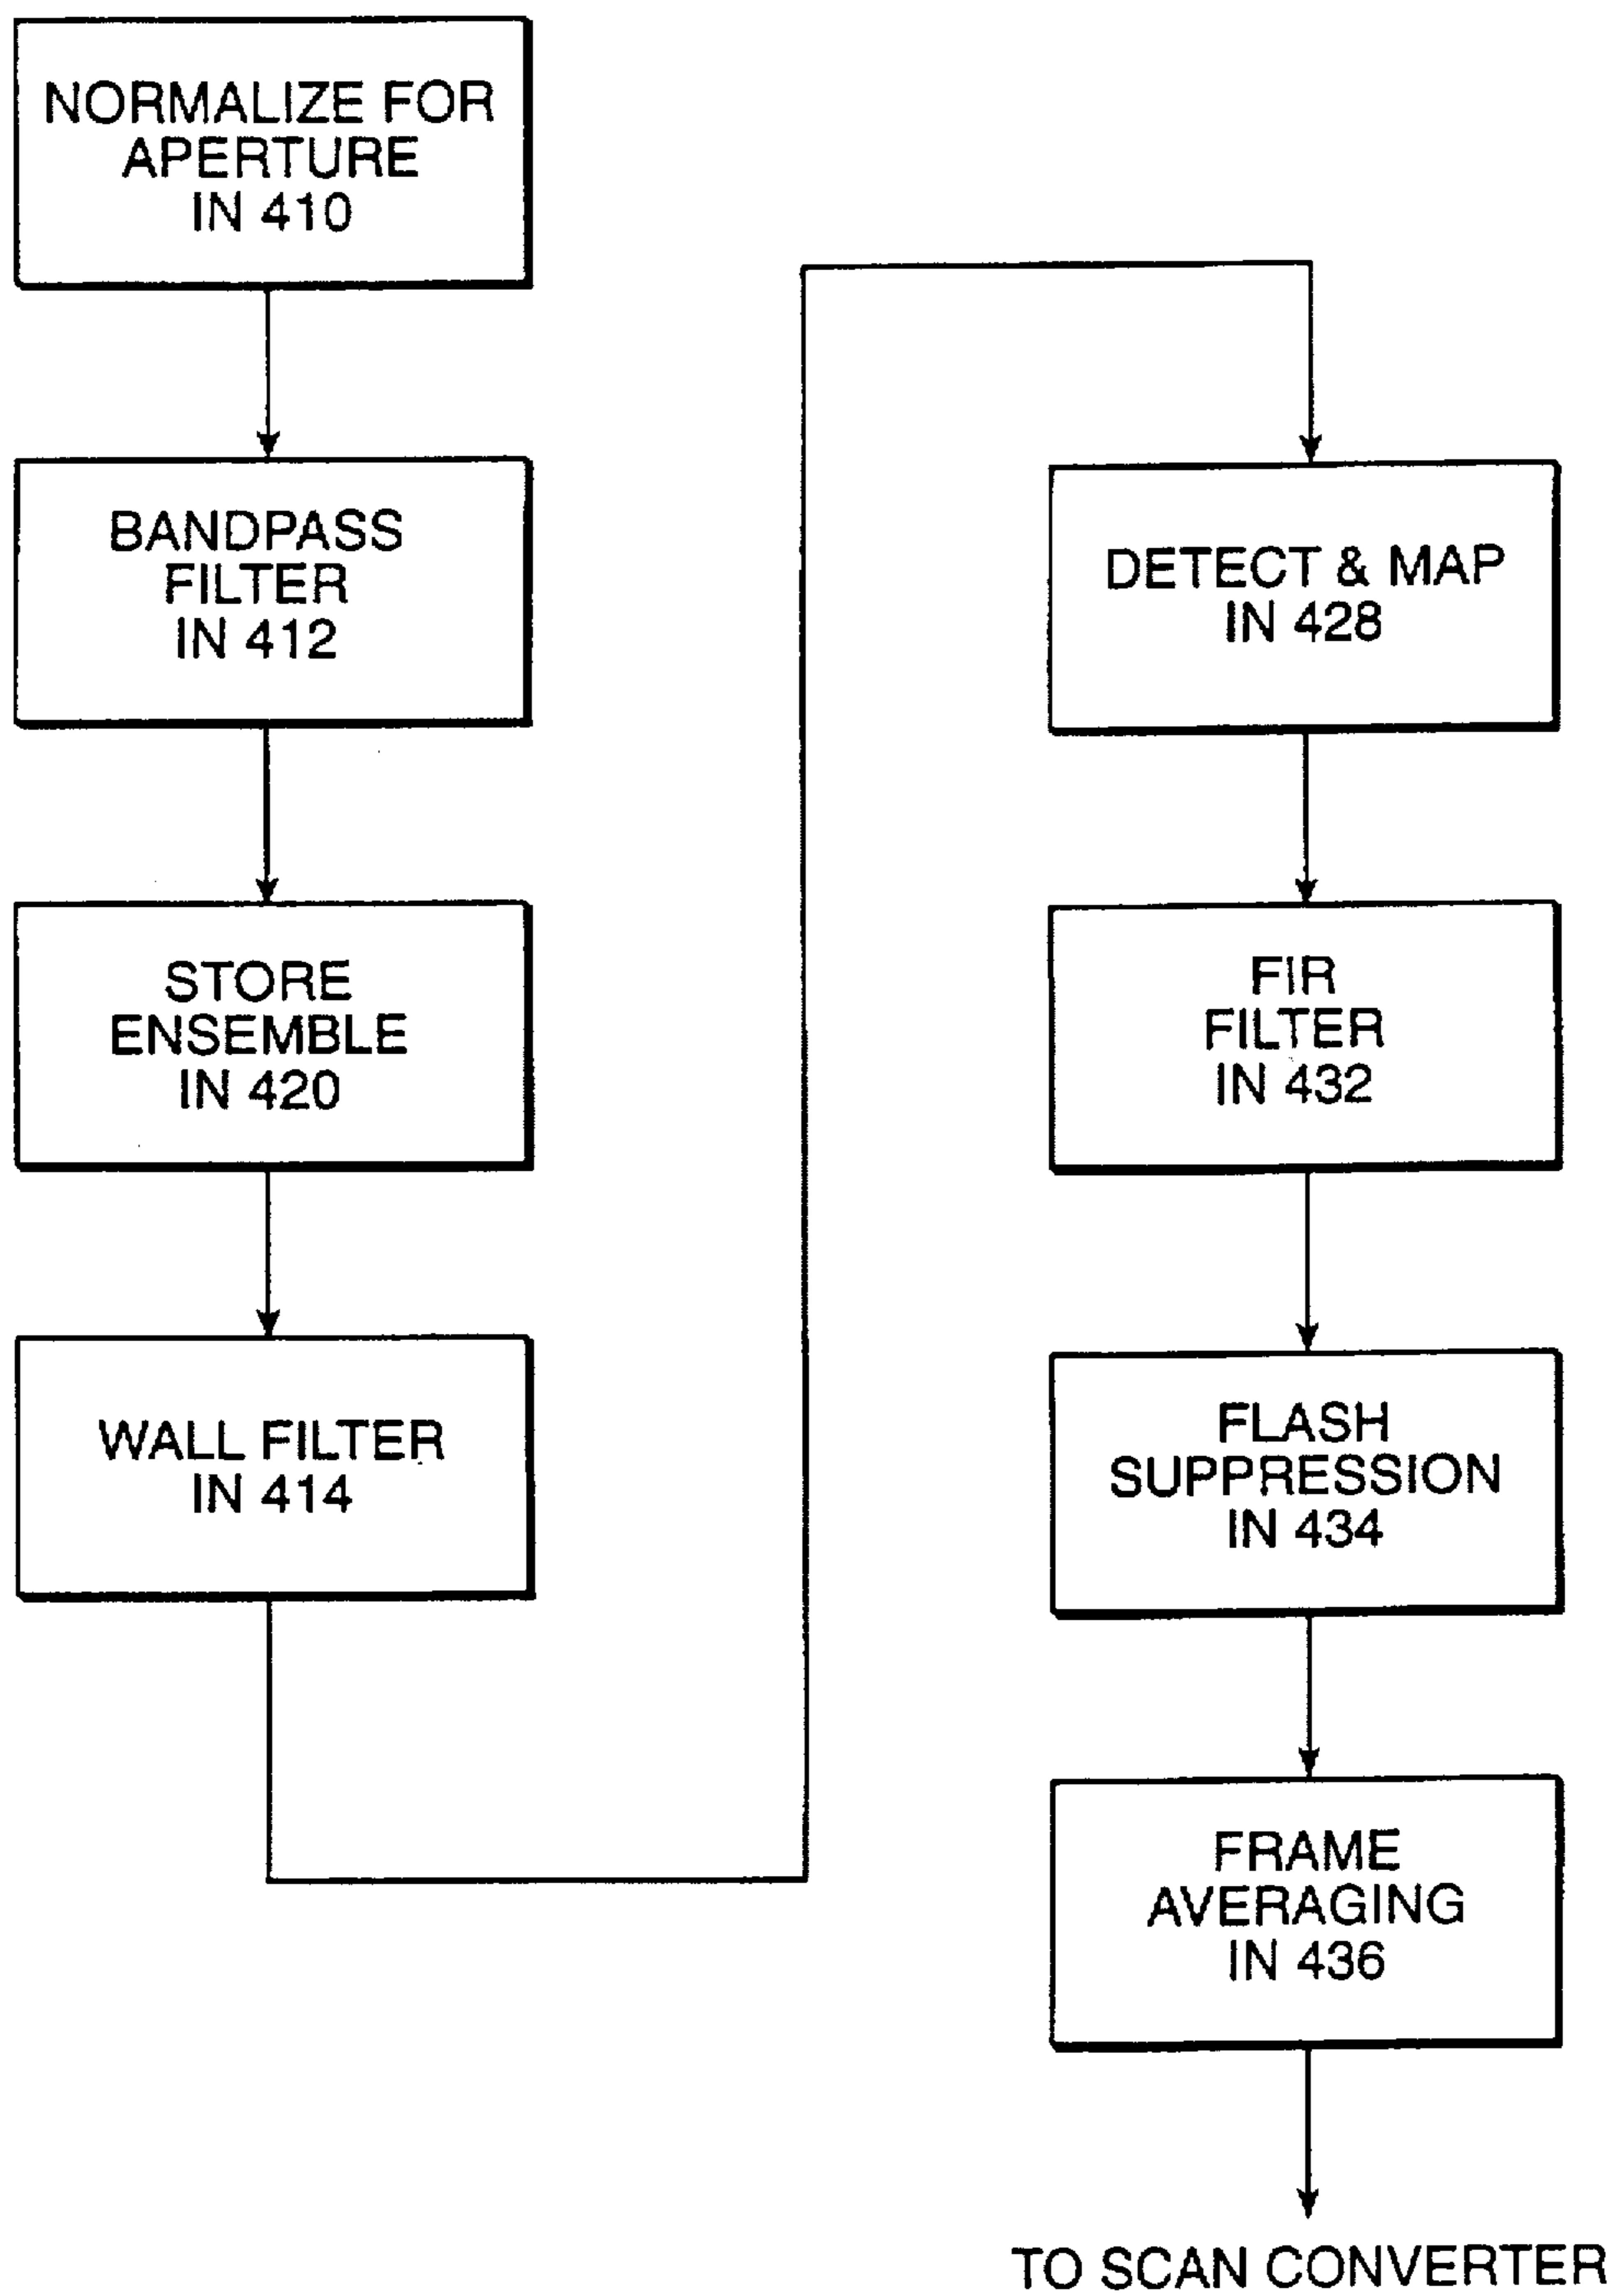 NORMALIZE FOR
APERTURE
IN 410
BANDPASS
FILTER
IN 412
STORE
ENSEMBLE
IN 420
WALL FILTER
IN 414
DETECT & MAP
IN 428
FIR
FILTER
IN 432
FLASH
SUPPRESSION
IN 434
FRAME
AVERAGING
IN 436
TO SCAN CONVERTER